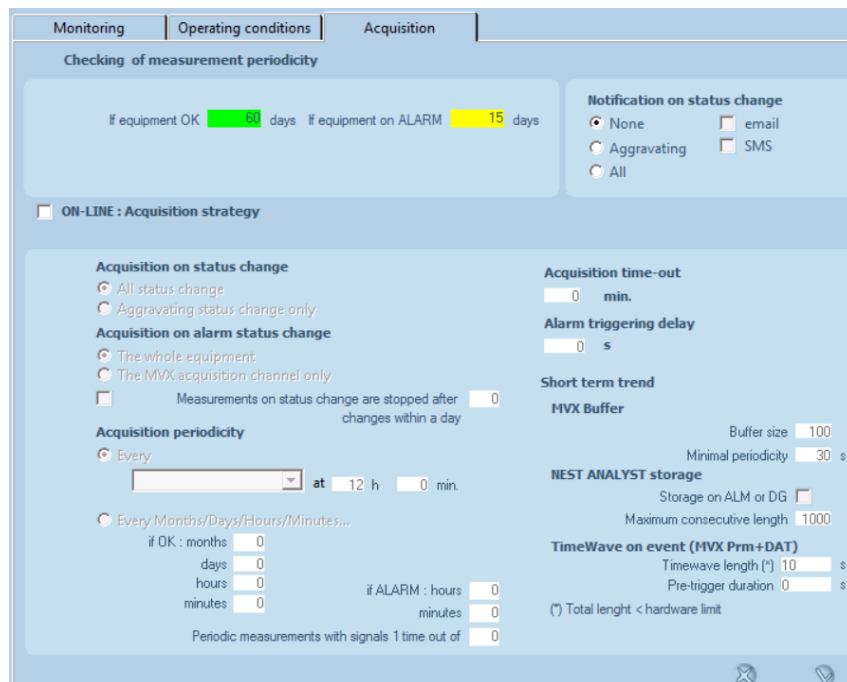 Monitoring
Operating conditions
Acquisition
Checking of measurement periodicity
If equipment OK 60 days If equipment on ALARM 15 days
Notification on status change
None email
Aggravating SMS
All
ON-LINE : Acquisition strategy
Acquisition on status change
All status change
Aggravating status change only
Acquisition on alarm status change
The whole equipment
The MVX acquisition channel only
Measurements on status change are stopped after 0
changes within a day
Acquisition periodicity
Every
at 12 h 0 min.
Every Months/Days/Hours/Minutes...
if OK : months 0
days 0
hours 0
minutes 0
if ALARM : hours 0
minutes 0
Periodic measurements with signals 1 time out of 0
Acquisition time-out
0 min.
Alarm triggering delay
0 s
Short term trend
MVX Buffer
Buffer size 100
Minimal periodicity 30 s
NEST ANALYST storage
Storage on ALM or DG
Maximum consecutive length 1000
TimeWave on event (MVX Prm+DAT)
Timewave length (*) 10 s
Pre-trigger duration 0 s
(*) Total lenght < hardware limit